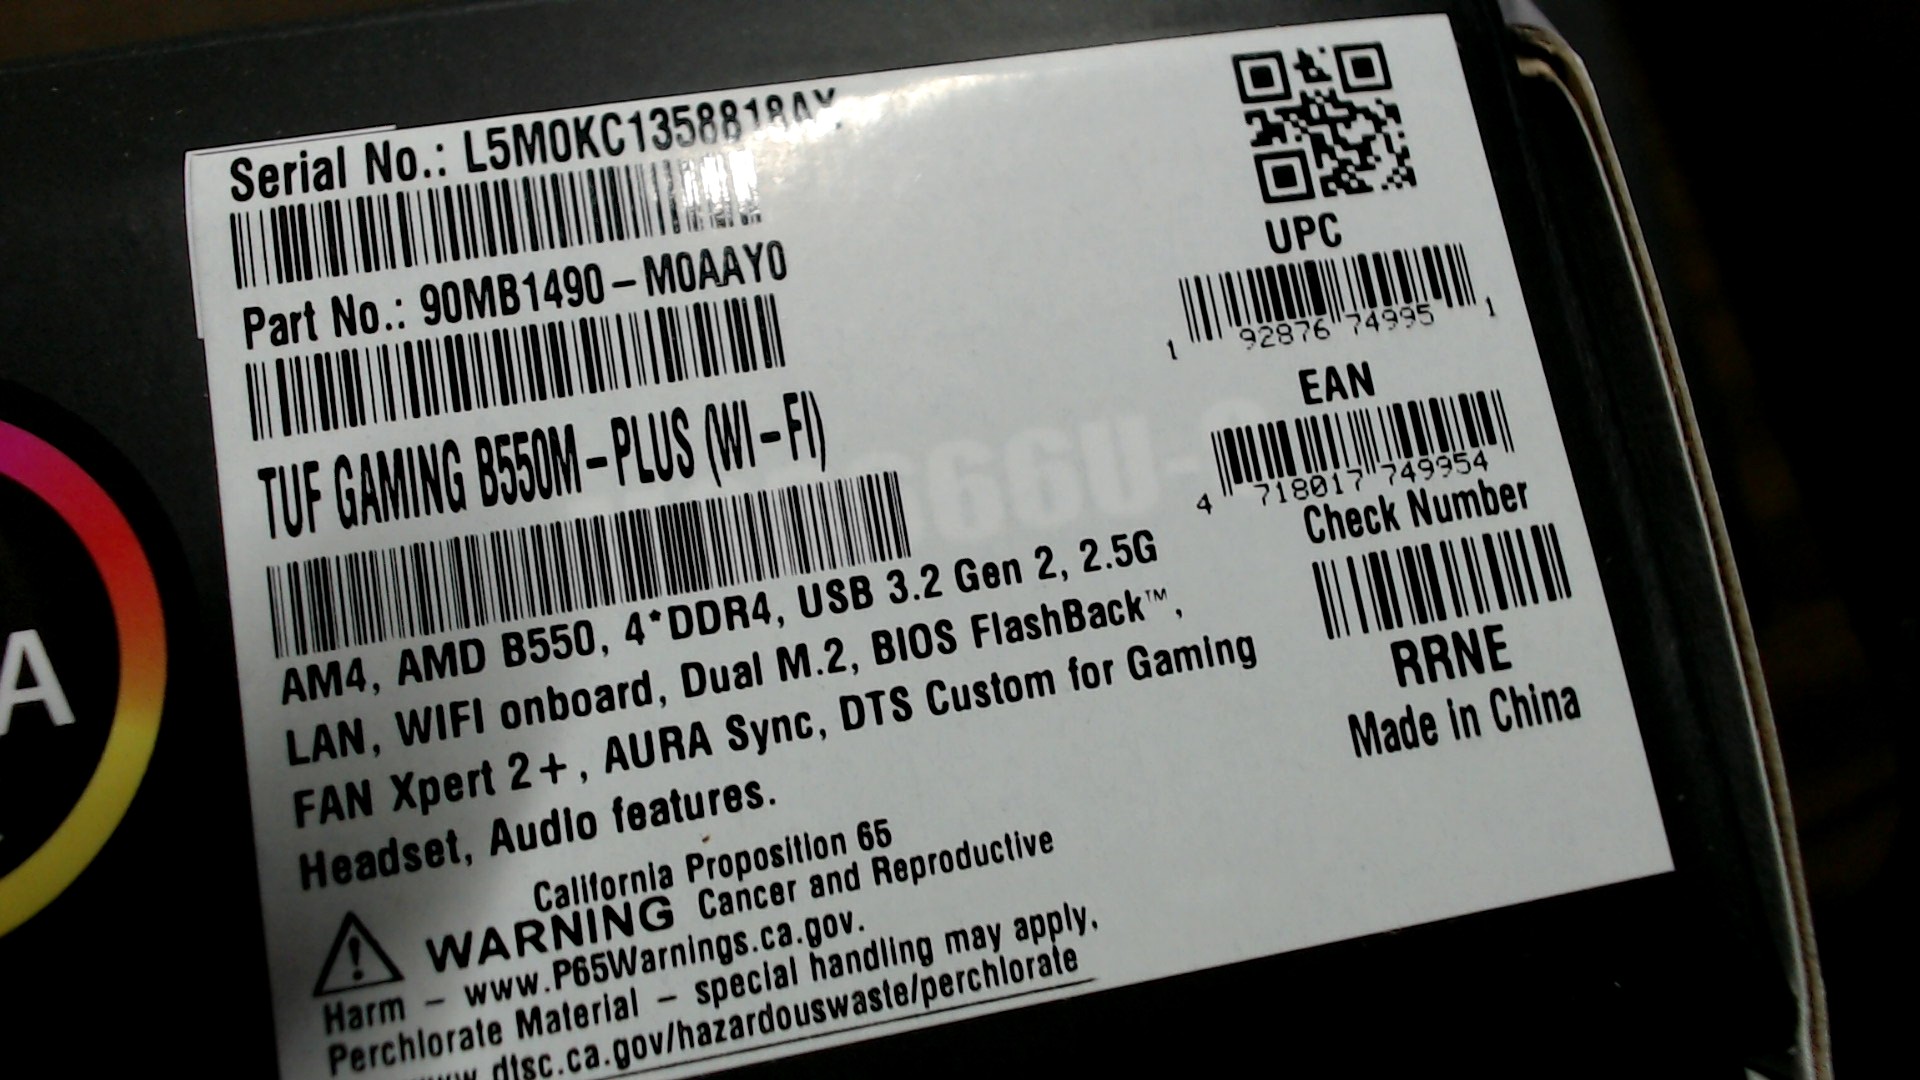 Serial No.: L5M0KC1358818AY
Part No.: 90MB1490-M0AAY0
TUF GAMING B550M-PLUS (WI-FI)
AM4, AMD B550, 4*DDR4, USB 3.2 Gen 2, 2.5G
LAN, WIFI onboard, Dual M.2, BIOS FlashBack™,
FAN Xpert 2+, AURA Sync, DTS Custom for Gaming
Headset, Audio features.
California Proposition 65
WARNING Cancer and Reproductive
Harm - www.P65Warnings.ca.gov.
Perchlorate Material - special handling may apply.
dtsc.ca.gov/hazardouswaste/perchlorate
UPC
1 92876 74995 1
EAN
4 718017 749954
Check Number
RRNE
Made in China
A